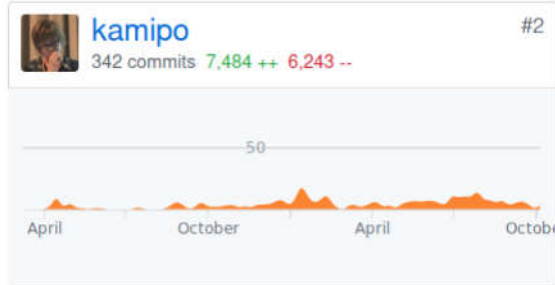 kamipo #2
342 commits 7,484 ++ 6,243 --
50
April October April Octobe